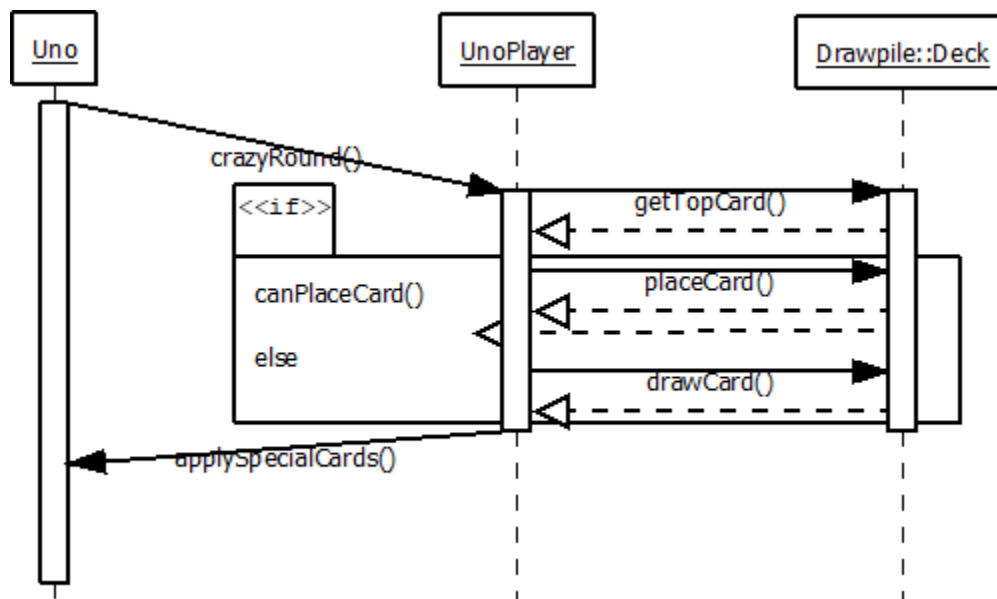 Uno
UnoPlayer
Drawpile::Deck
crazyRound()
<<if>>
getTopCard()
canPlaceCard()
placeCard()
else
drawCard()
applySpecialCards()